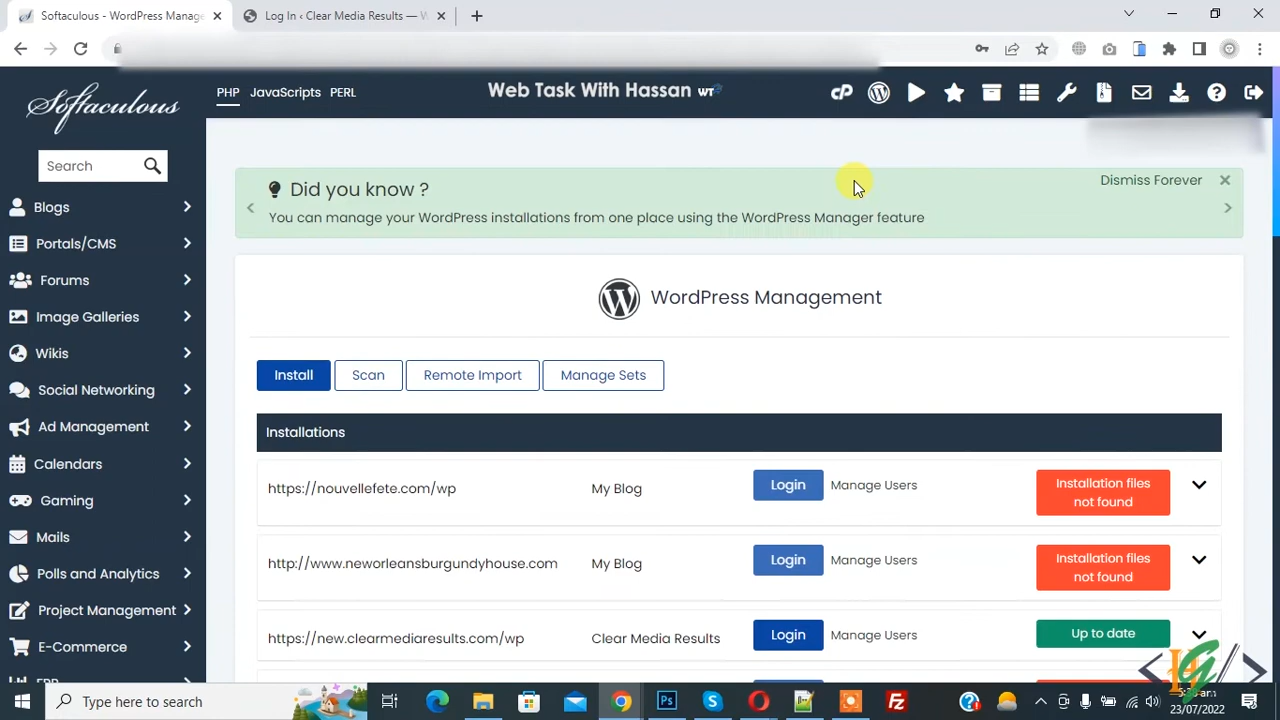 Softaculous - WordPress Manage
Log In ‹ Clear Media Results — W
Softaculous
PHP JavaScripts PERL
Web Task With Hassan WT
Search
Blogs
Portals/CMS
Forums
Image Galleries
Wikis
Social Networking
Ad Management
Calendars
Gaming
Mails
Polls and Analytics
Project Management
E-Commerce
ERP
Did you know ?
Dismiss Forever
You can manage your WordPress installations from one place using the WordPress Manager feature
WordPress Management
Install Scan Remote Import Manage Sets
Installations
https://nouvellefete.com/wp My Blog Login Manage Users Installation files
not found
http://www.neworleansburgundyhouse.com My Blog Login Manage Users Installation files
not found
https://new.clearmediaresults.com/wp Clear Media Results Login Manage Users Up to date
Type here to search
23/07/2022